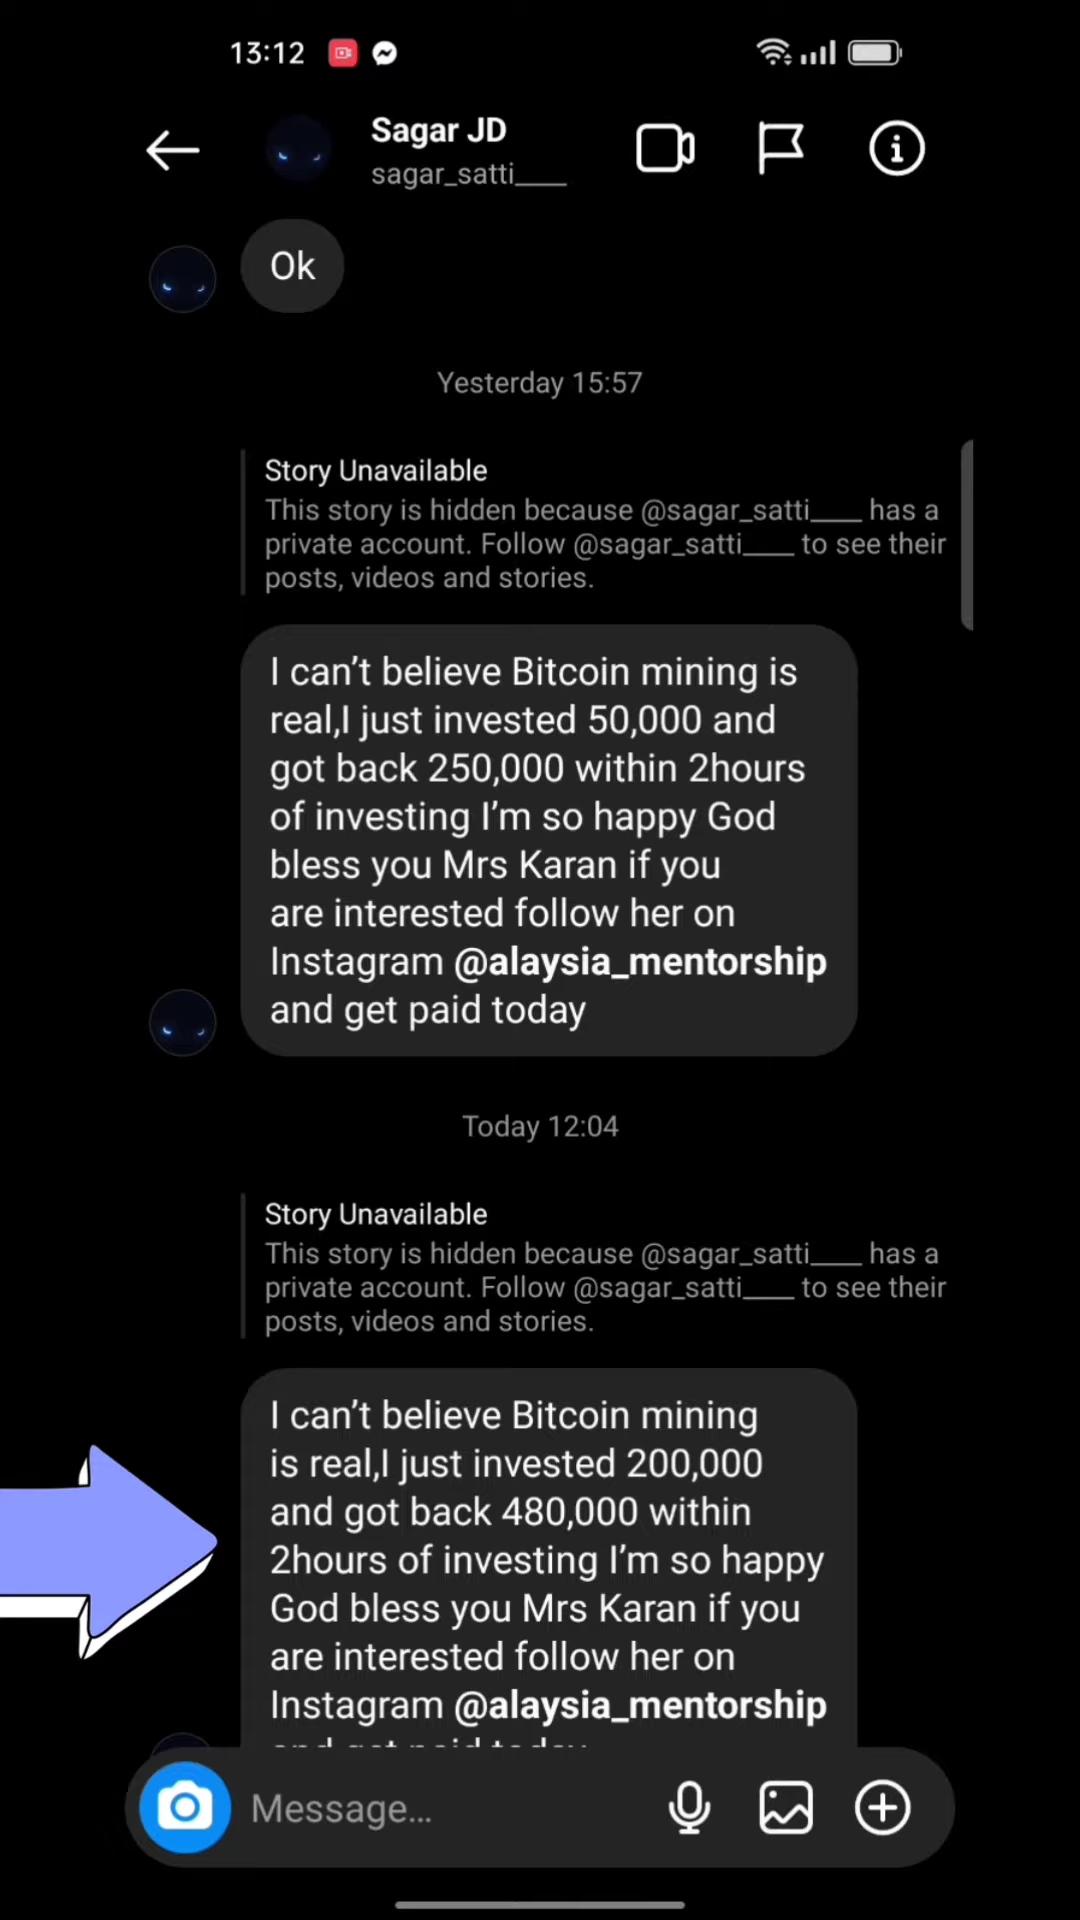 13:12
Sagar JD
sagar_satti____
Ok
Yesterday 15:57
Story Unavailable
This story is hidden because @sagar_satti____ has a
private account. Follow @sagar_satti____ to see their
posts, videos and stories.
I can't believe Bitcoin mining is
real,I just invested 50,000 and
got back 250,000 within 2hours
of investing I'm so happy God
bless you Mrs Karan if you
are interested follow her on
Instagram @alaysia_mentorship
and get paid today
Today 12:04
Story Unavailable
This story is hidden because @sagar_satti____ has a
private account. Follow @sagar_satti____ to see their
posts, videos and stories.
I can't believe Bitcoin mining
is real,I just invested 200,000
and got back 480,000 within
2hours of investing I'm so happy
God bless you Mrs Karan if you
are interested follow her on
Instagram @alaysia_mentorship
and get paid today
Message...